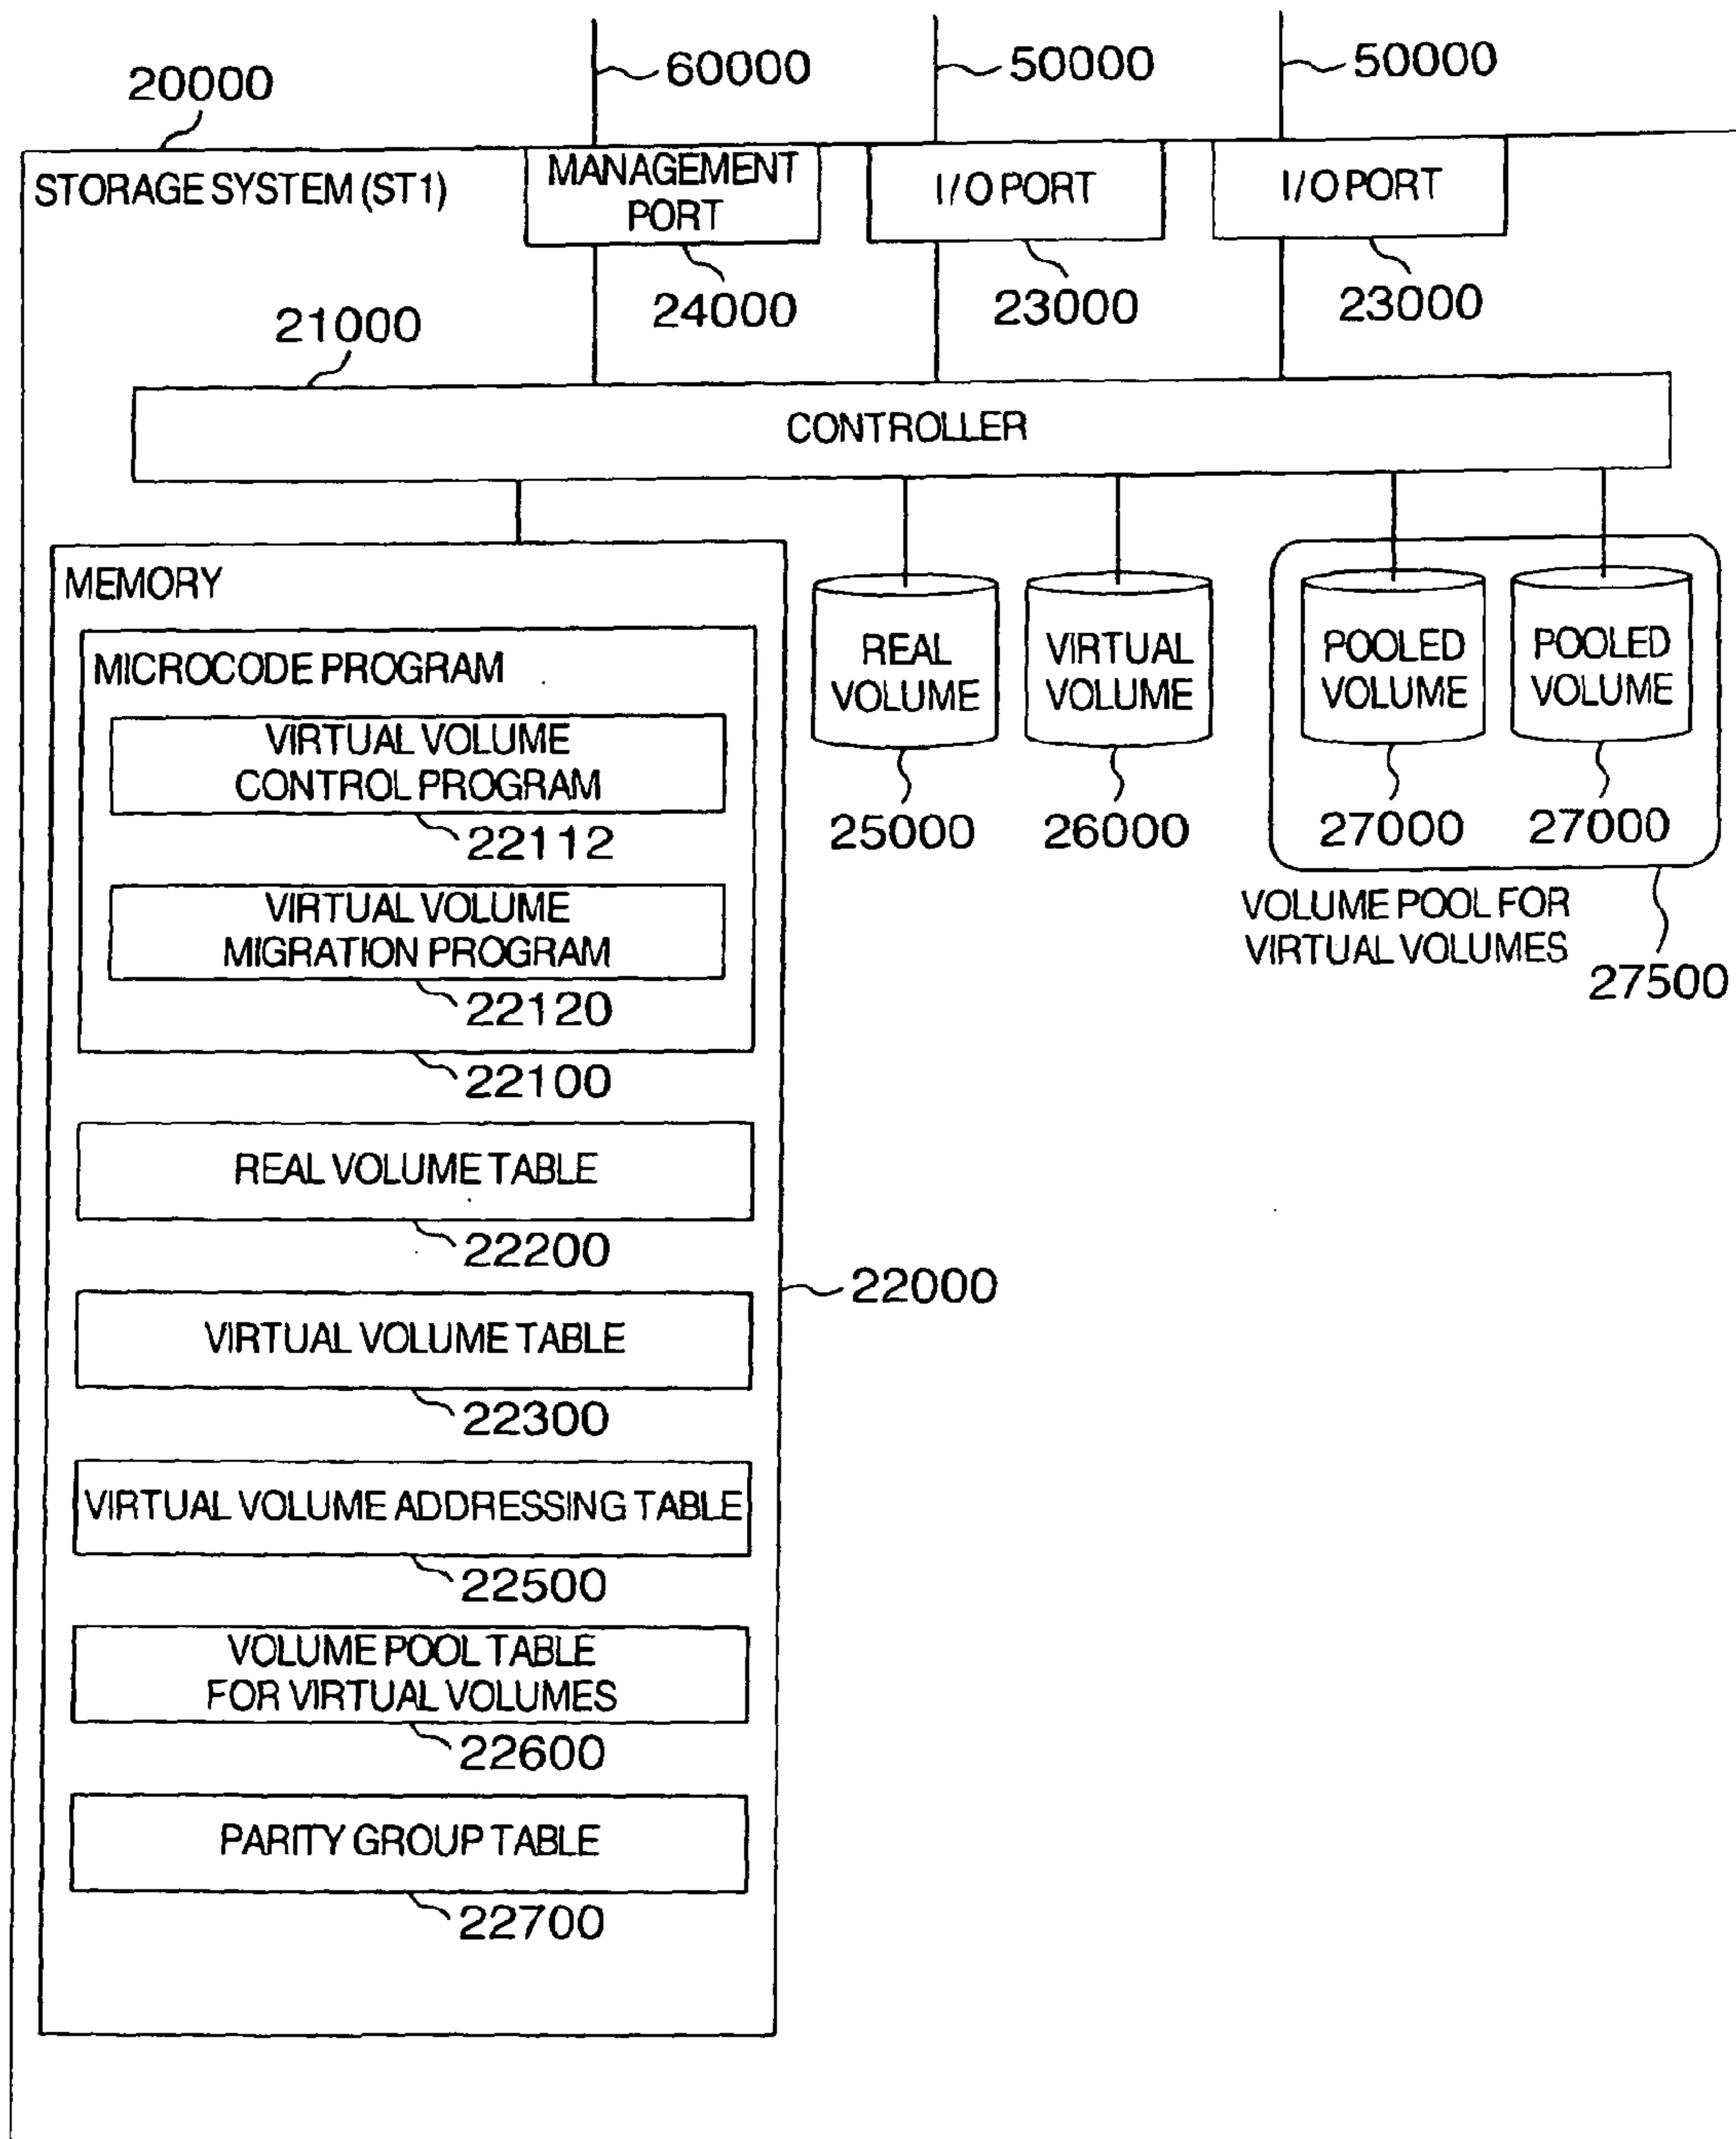 60000
50000
50000
20000
STORAGE SYSTEM (ST1)
MANAGEMENT
PORT
I/O PORT
I/O PORT
24000
23000
23000
21000
CONTROLLER
MEMORY
MICROCODE PROGRAM
VIRTUAL VOLUME
CONTROL PROGRAM
22112
VIRTUAL VOLUME
MIGRATION PROGRAM
22120
22100
REAL VOLUME TABLE
22200
VIRTUAL VOLUME TABLE
22300
VIRTUAL VOLUME ADDRESSING TABLE
22500
VOLUME POOL TABLE
FOR VIRTUAL VOLUMES
22600
PARITY GROUP TABLE
22700
22000
REAL
VOLUME
25000
VIRTUAL
VOLUME
26000
POOLED
VOLUME
27000
POOLED
VOLUME
27000
VOLUME POOL FOR
VIRTUAL VOLUMES
27500